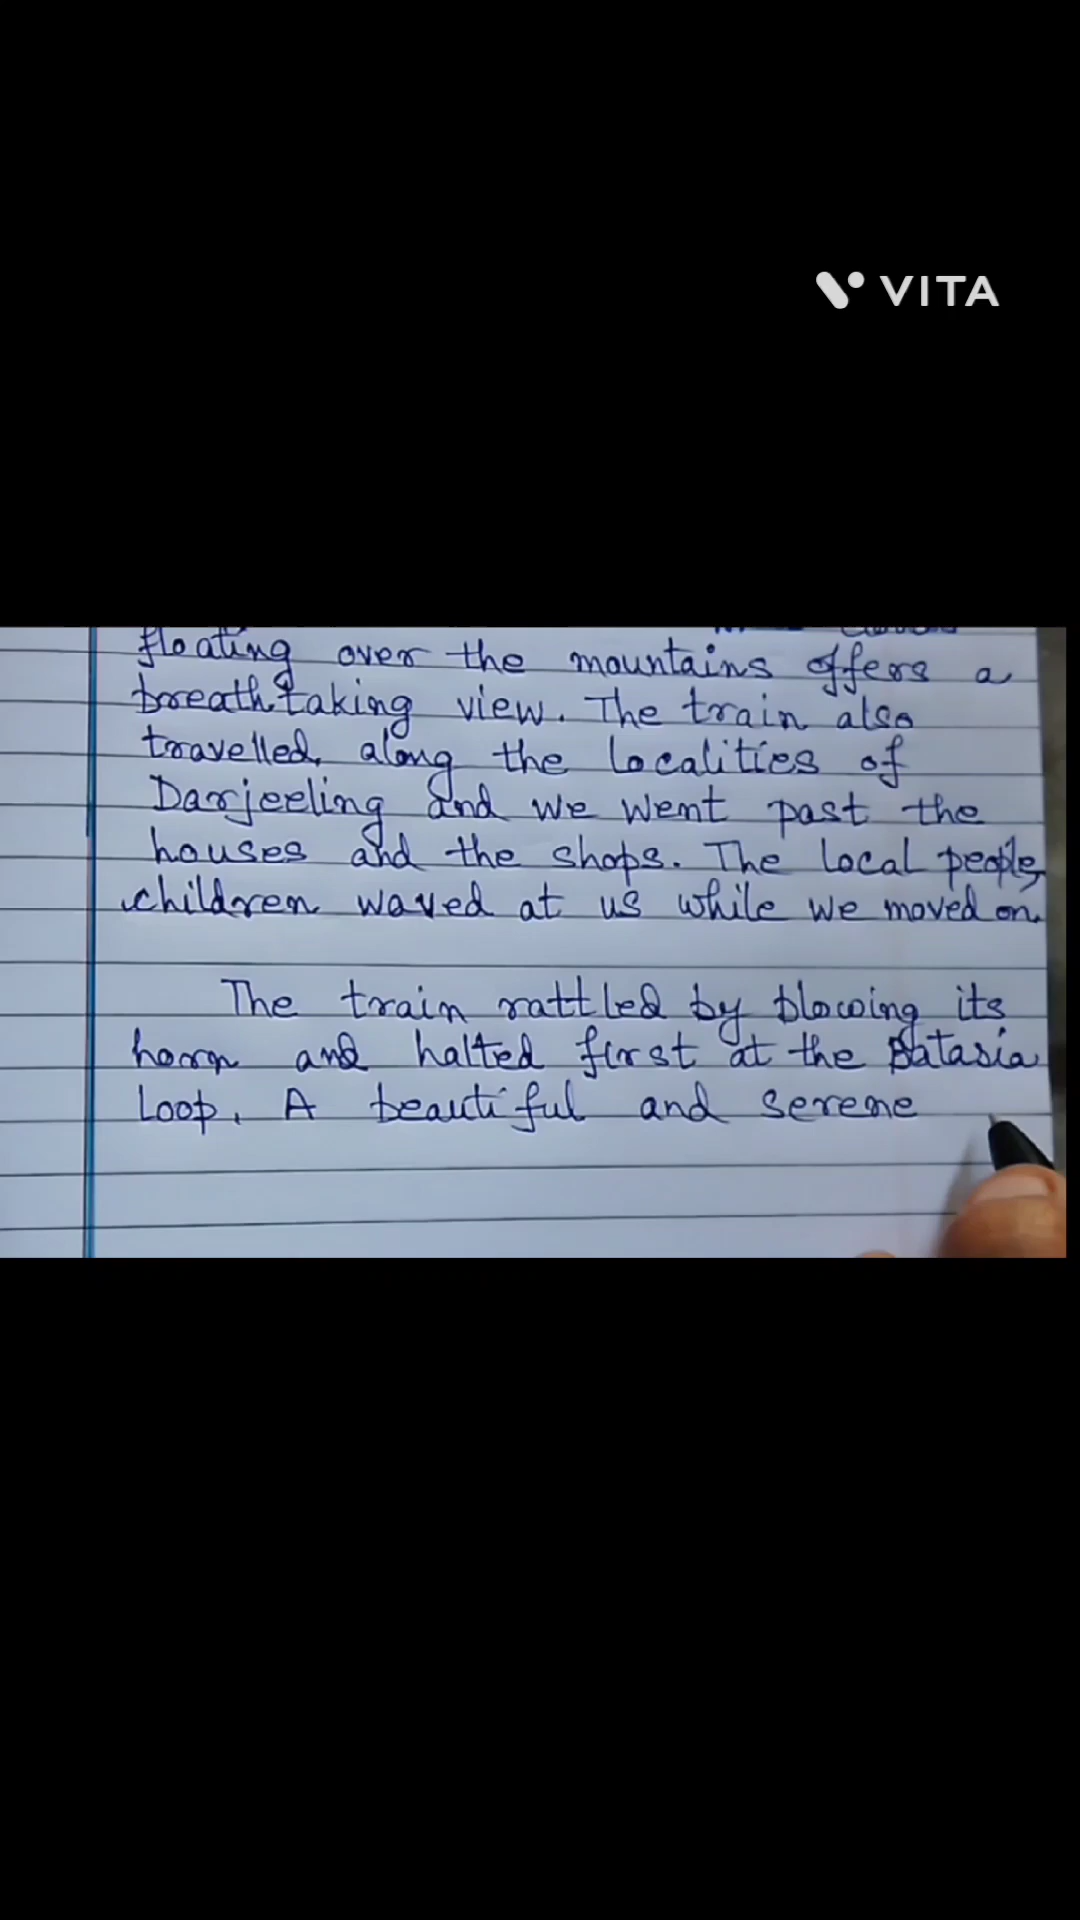 VITA
floating over the mountains offers a
breathtaking view. The train also
travelled along the localities of
Darjeeling and we went past the
houses and the shops. The local people,
children waved at us while we moved on.
The train rattled by blowing its
horn and halted first at the Batasia
Loop. A beautiful and serene